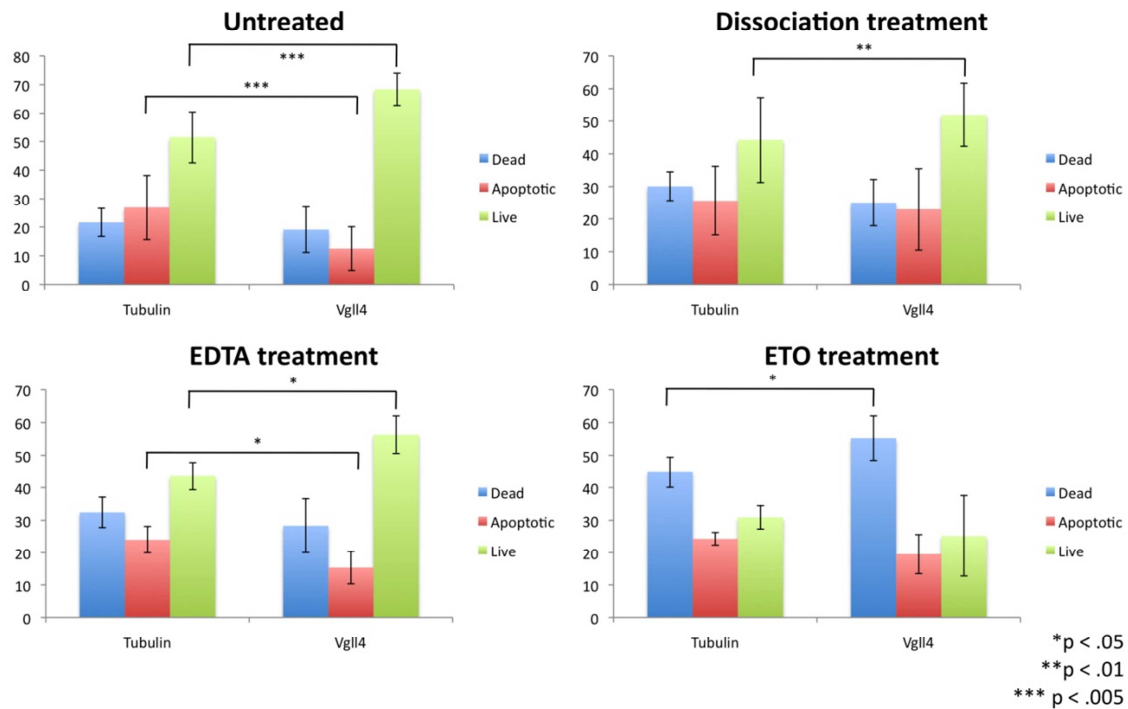 Untreated
***
***
80
70
60
50
40
30
20
10
0
Tubulin
Vgll4
Dead
Apoptotic
Live
Dissociation treatment
**
70
60
50
40
30
20
10
0
Tubulin
Vgll4
Dead
Apoptotic
Live
EDTA treatment
*
*
70
60
50
40
30
20
10
0
Tubulin
Vgll4
Dead
Apoptotic
Live
ETO treatment
*
70
60
50
40
30
20
10
0
Tubulin
Vgll4
Dead
Apoptotic
Live
*p < .05
**p < .01
*** p < .005